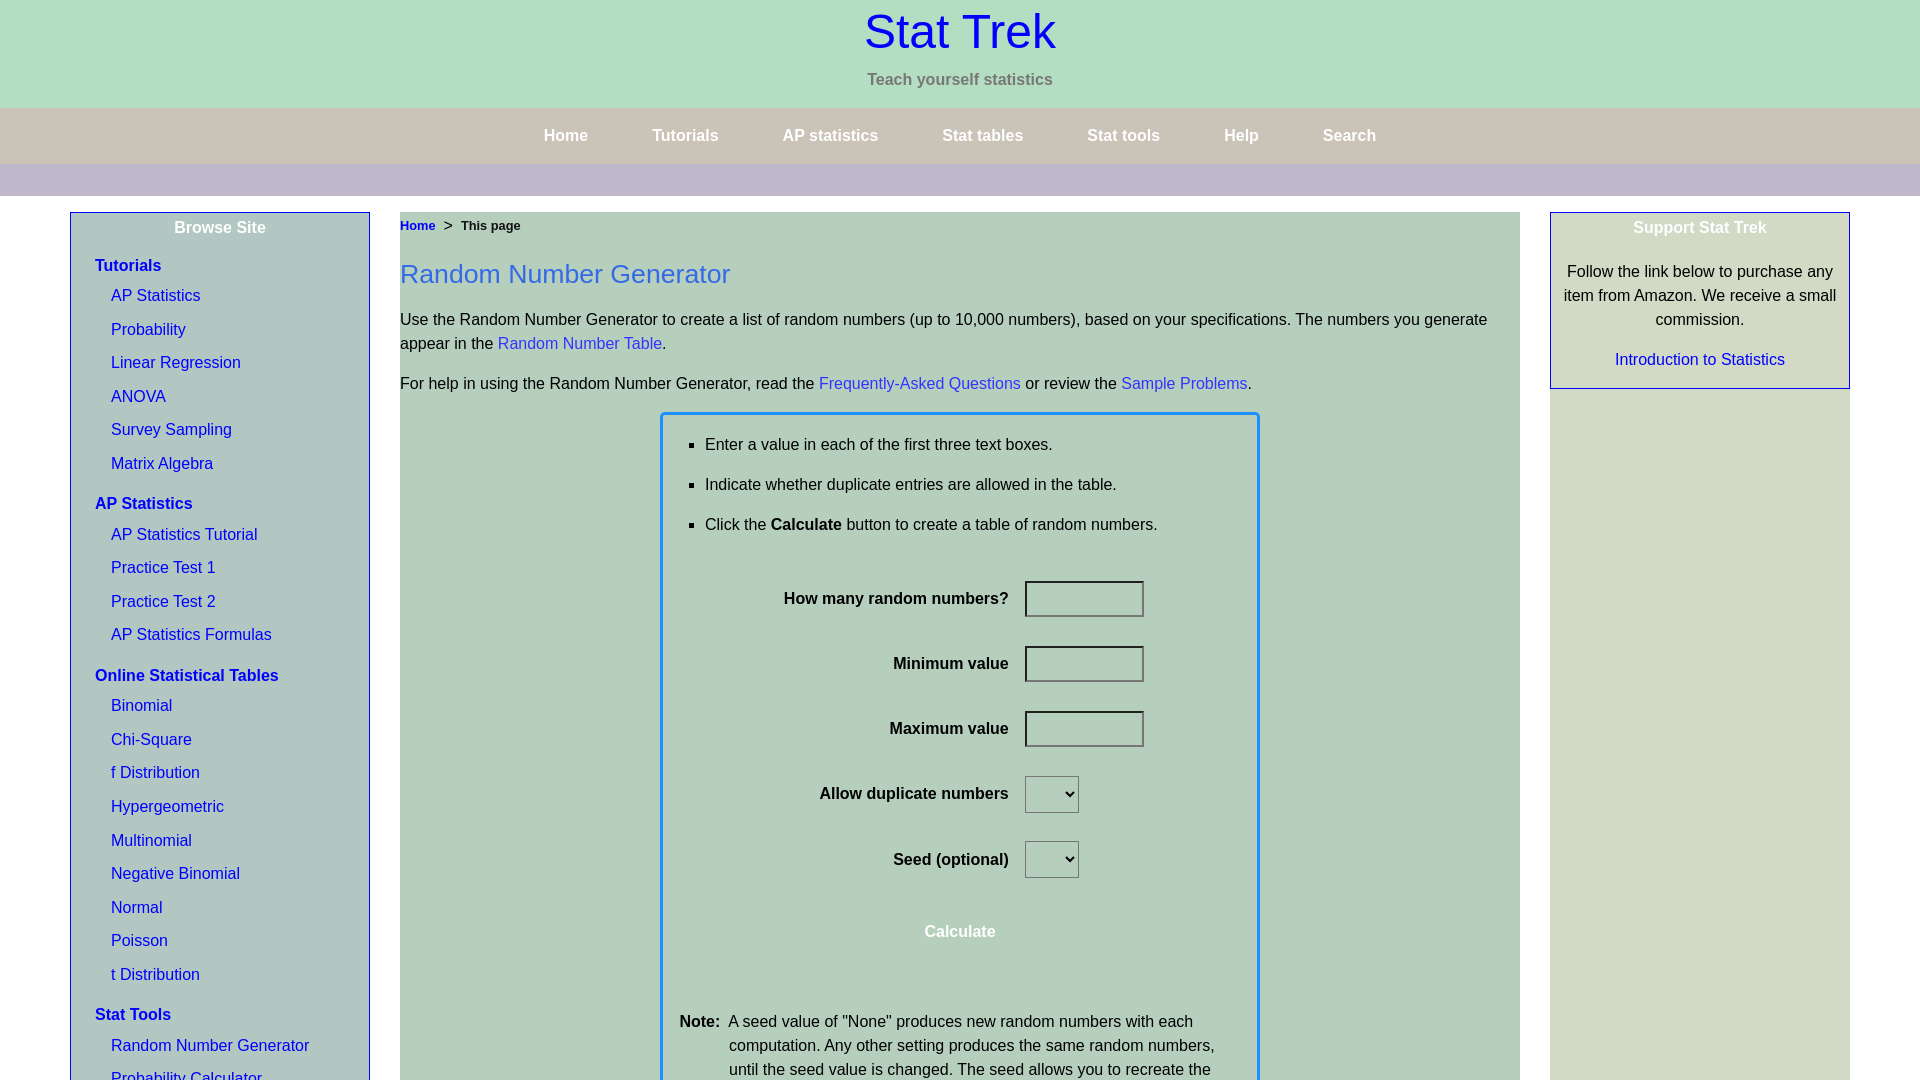 Stat Trek
Teach yourself statistics
Home Tutorials AP statistics Stat tables Stat tools Help Search
Browse Site
Tutorials
AP Statistics
Probability
Linear Regression
ANOVA
Survey Sampling
Matrix Algebra
AP Statistics
AP Statistics Tutorial
Practice Test 1
Practice Test 2
AP Statistics Formulas
Online Statistical Tables
Binomial
Chi-Square
f Distribution
Hypergeometric
Multinomial
Negative Binomial
Normal
Poisson
t Distribution
Stat Tools
Random Number Generator
Probability Calculator
Home > This page
Random Number Generator
Use the Random Number Generator to create a list of random numbers (up to 10,000 numbers), based on your specifications. The numbers you generate
appear in the Random Number Table.
For help in using the Random Number Generator, read the Frequently-Asked Questions or review the Sample Problems.
Enter a value in each of the first three text boxes.
Indicate whether duplicate entries are allowed in the table.
Click the Calculate button to create a table of random numbers.
How many random numbers?
Minimum value
Maximum value
Allow duplicate numbers
Seed (optional)
Calculate
Note: A seed value of "None" produces new random numbers with each
computation. Any other setting produces the same random numbers,
until the seed value is changed. The seed allows you to recreate the
Support Stat Trek
Follow the link below to purchase any
item from Amazon. We receive a small
commission.
Introduction to Statistics